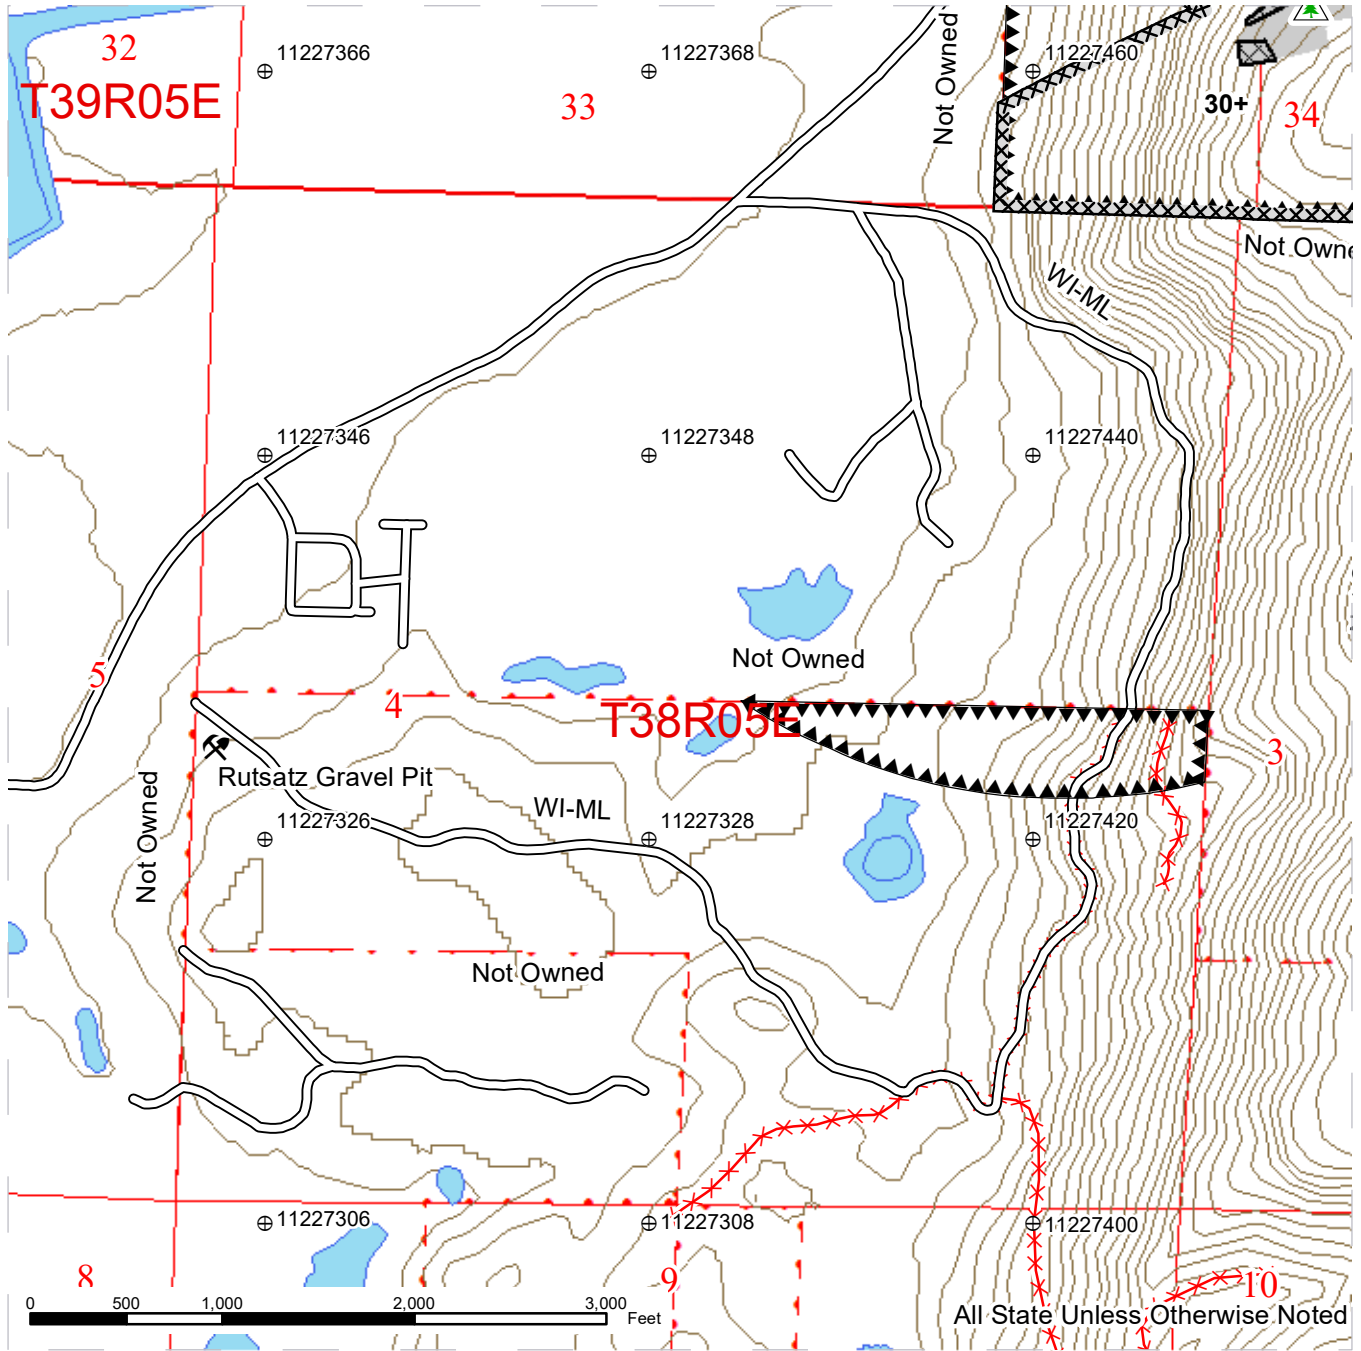 32
11227366
11227368
Not Owned
11227460
T39R05E
33
30+
34
Not Owne
WI-ML
11227346
11227348
11227440
Not Owned
5
4
T38R05E
3
Rutsatz Gravel Pit
Not Owned
WI-ML
11227326
11227328
11227420
Not Owned
11227306
11227308
11227400
8
9
10
0 500 1,000 2,000 3,000
Feet
All State Unless Otherwise Noted